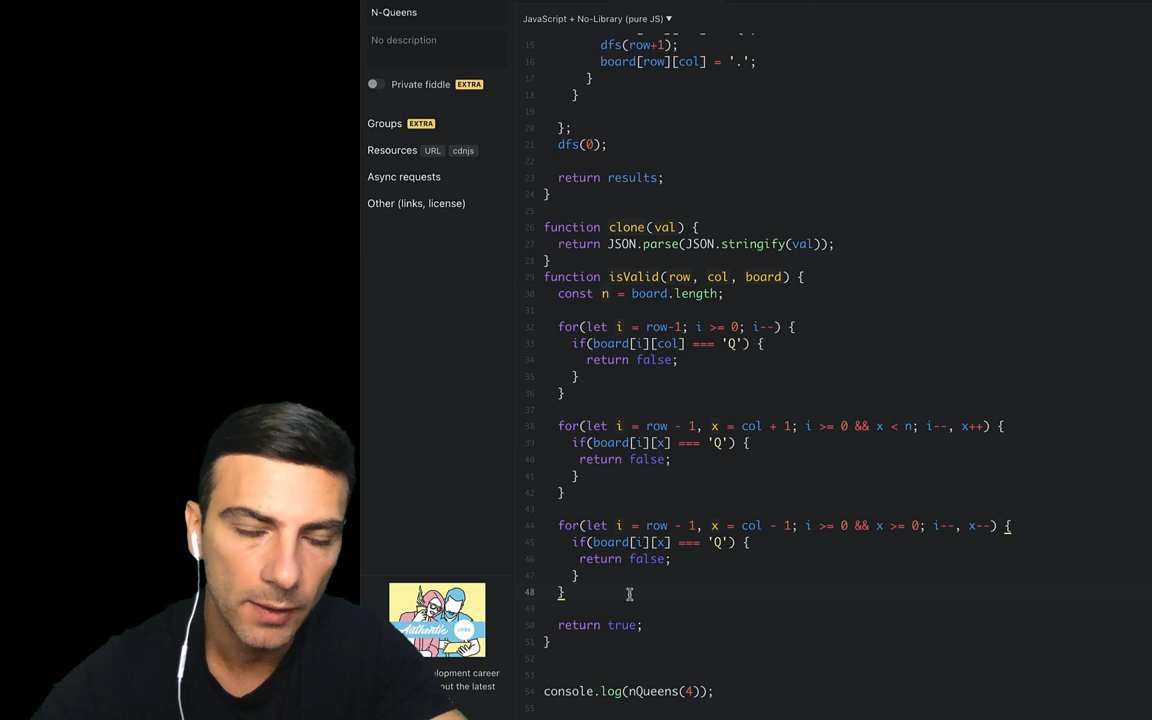 N-Queens
No description
Private fiddle EXTRA
Groups EXTRA
Resources URL cdnjs
Async requests
Other (links, license)
Authentic JOBS
elopment career
out the latest
JavaScript + No-Library (pure JS) ▼
15 dfs(row+1);
16 board[row][col] = '.';
17 }
18 }
19
20 };
21 dfs(0);
22
23 return results;
24 }
25
26 function clone(val) {
27 return JSON.parse(JSON.stringify(val));
28 }
29 function isValid(row, col, board) {
30 const n = board.length;
31
32 for(let i = row-1; i >= 0; i--) {
33 if(board[i][col] === 'Q') {
34 return false;
35 }
36 }
37
38 for(let i = row - 1, x = col + 1; i >= 0 && x < n; i--, x++) {
39 if(board[i][x] === 'Q') {
40 return false;
41 }
42 }
43
44 for(let i = row - 1, x = col - 1; i >= 0 && x >= 0; i--, x--) {
45 if(board[i][x] === 'Q') {
46 return false;
47 }
48 }
49
50 return true;
51 }
52
53
54 console.log(nQueens(4));
55